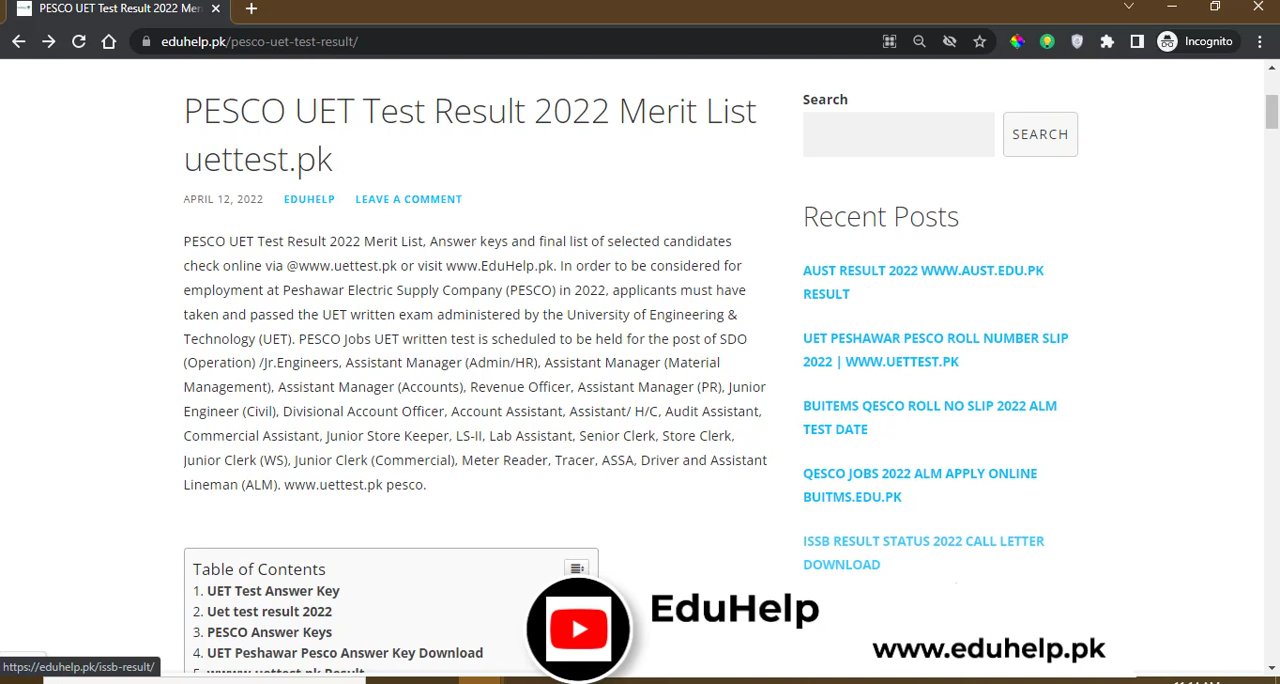 PESCO UET Test Result 2022 Mer
eduhelp.pk/pesco-uet-test-result/
Incognito
PESCO UET Test Result 2022 Merit List
uettest.pk
APRIL 12, 2022 EDUHELP LEAVE A COMMENT
PESCO UET Test Result 2022 Merit List, Answer keys and final list of selected candidates
check online via @www.uettest.pk or visit www.EduHelp.pk. In order to be considered for
employment at Peshawar Electric Supply Company (PESCO) in 2022, applicants must have
taken and passed the UET written exam administered by the University of Engineering &
Technology (UET). PESCO Jobs UET written test is scheduled to be held for the post of SDO
(Operation) /Jr.Engineers, Assistant Manager (Admin/HR), Assistant Manager (Material
Management), Assistant Manager (Accounts), Revenue Officer, Assistant Manager (PR), Junior
Engineer (Civil), Divisional Account Officer, Account Assistant, Assistant/ H/C, Audit Assistant,
Commercial Assistant, Junior Store Keeper, LS-II, Lab Assistant, Senior Clerk, Store Clerk,
Junior Clerk (WS), Junior Clerk (Commercial), Meter Reader, Tracer, ASSA, Driver and Assistant
Lineman (ALM). www.uettest.pk pesco.
Table of Contents
1. UET Test Answer Key
2. Uet test result 2022
3. PESCO Answer Keys
4. UET Peshawar Pesco Answer Key Download
Search
SEARCH
Recent Posts
AUST RESULT 2022 WWW.AUST.EDU.PK
RESULT
UET PESHAWAR PESCO ROLL NUMBER SLIP
2022 | WWW.UETTEST.PK
BUITEMS QESCO ROLL NO SLIP 2022 ALM
TEST DATE
QESCO JOBS 2022 ALM APPLY ONLINE
BUITMS.EDU.PK
ISSB RESULT STATUS 2022 CALL LETTER
DOWNLOAD
EduHelp
www.eduhelp.pk
https://eduhelp.pk/issb-result/